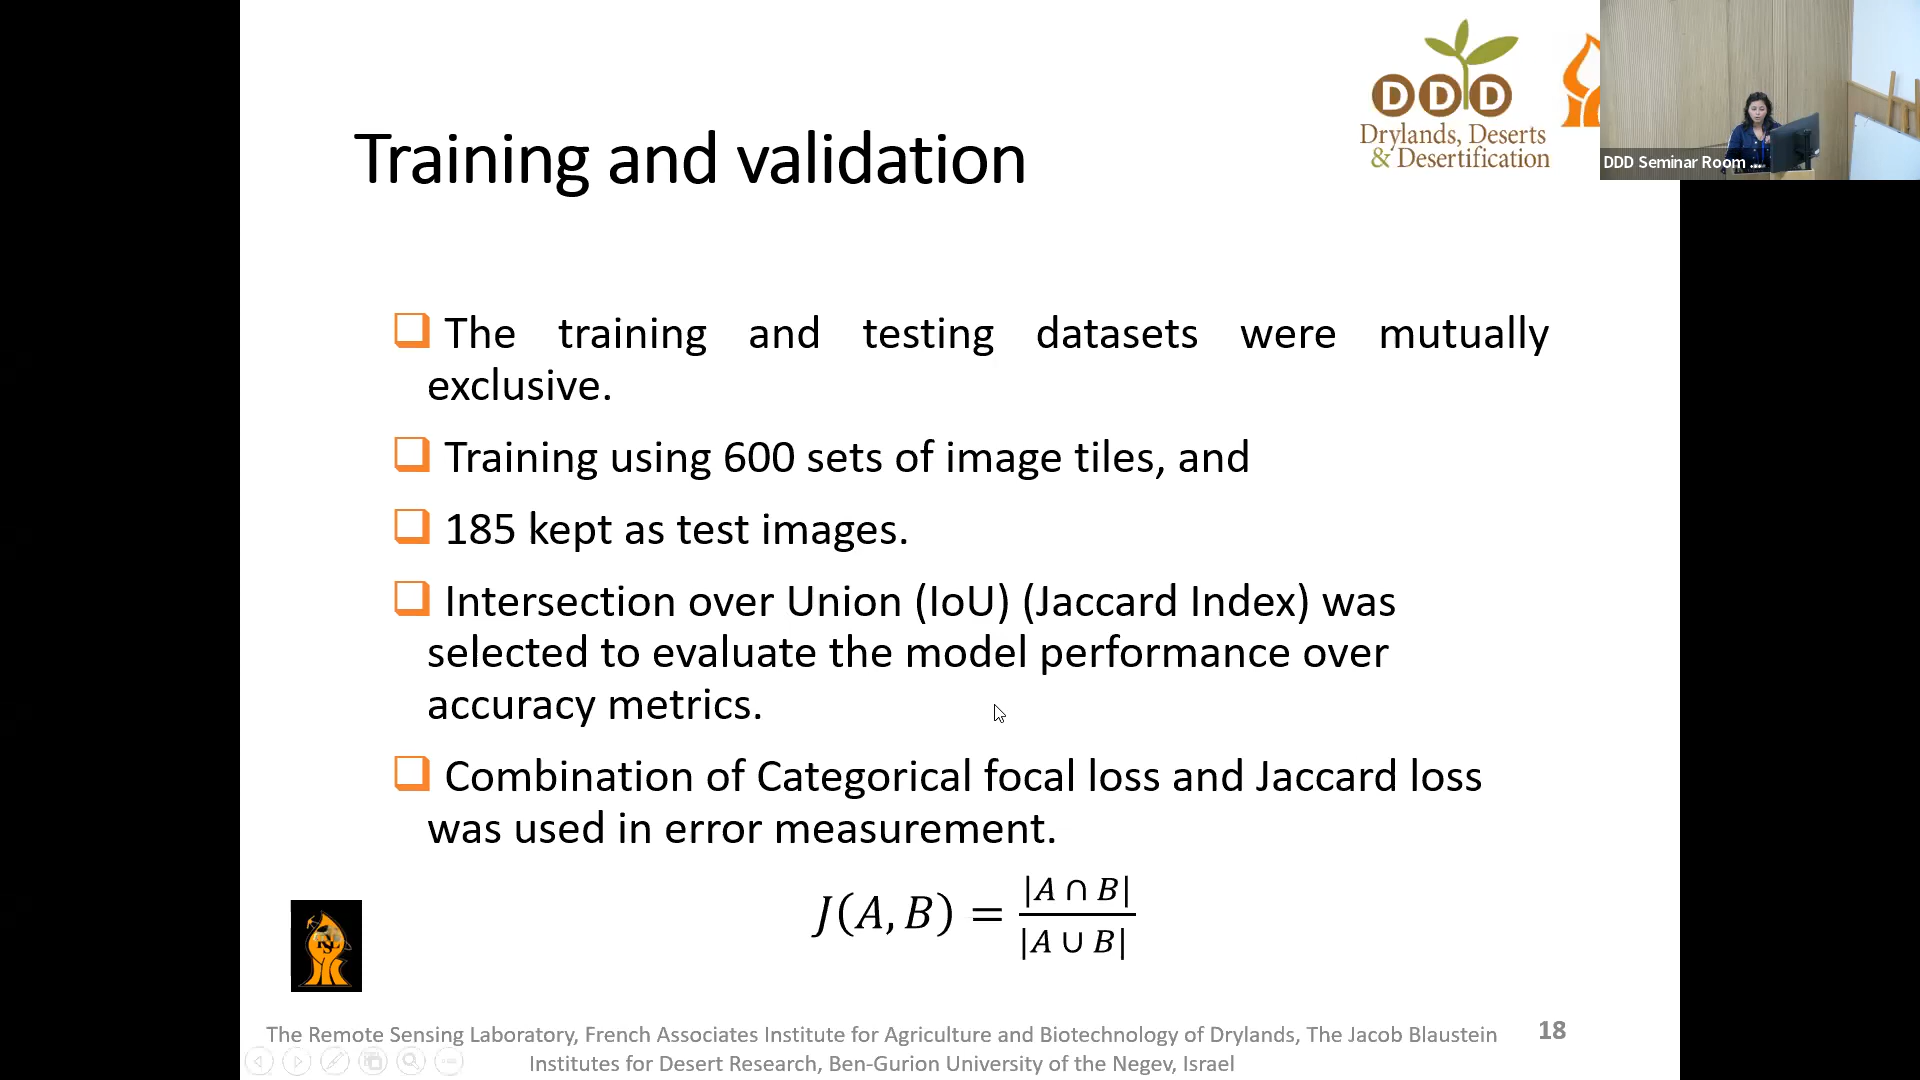 DDD
Drylands, Deserts
& Desertification
DDD Seminar Room ...
Training and validation
The training and testing datasets were mutually
exclusive.
Training using 600 sets of image tiles, and
185 kept as test images.
Intersection over Union (IoU) (Jaccard Index) was
selected to evaluate the model performance over
accuracy metrics.
Combination of Categorical focal loss and Jaccard loss
was used in error measurement.
J(A, B) = |A ∩ B| / |A ∪ B|
The Remote Sensing Laboratory, French Associates Institute for Agriculture and Biotechnology of Drylands, The Jacob Blaustein
Institutes for Desert Research, Ben-Gurion University of the Negev, Israel
18